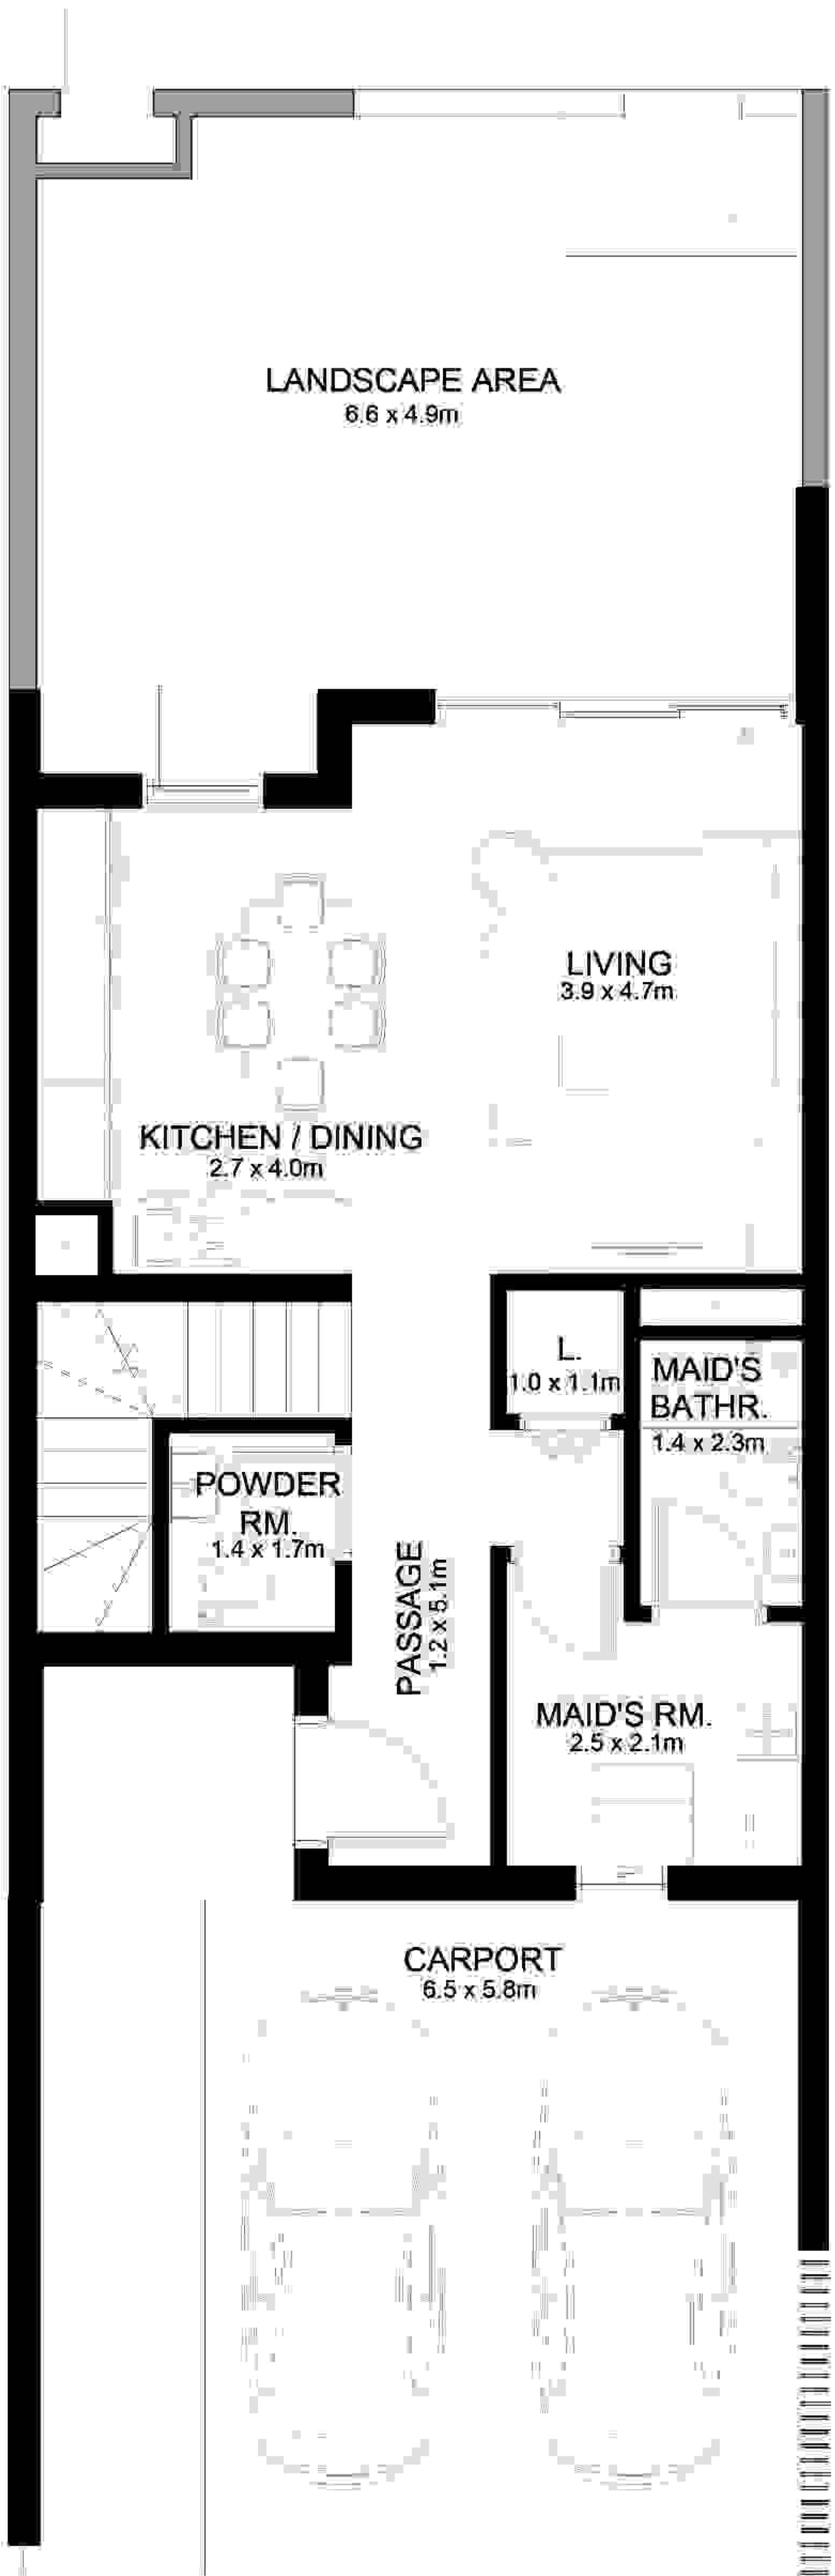 LANDSCAPE AREA
6.6 x 4.9m
LIVING
3.9 x 4.7m
KITCHEN / DINING
2.7 x 4.0m
L.
1.0 x 1.1m
MAID'S
BATHR.
1.4 x 2.3m
POWDER
RM.
1.4 x 1.7m
PASSAGE
1.2 x 5.1m
MAID'S RM.
2.5 x 2.1m
CARPORT
6.5 x 5.8m